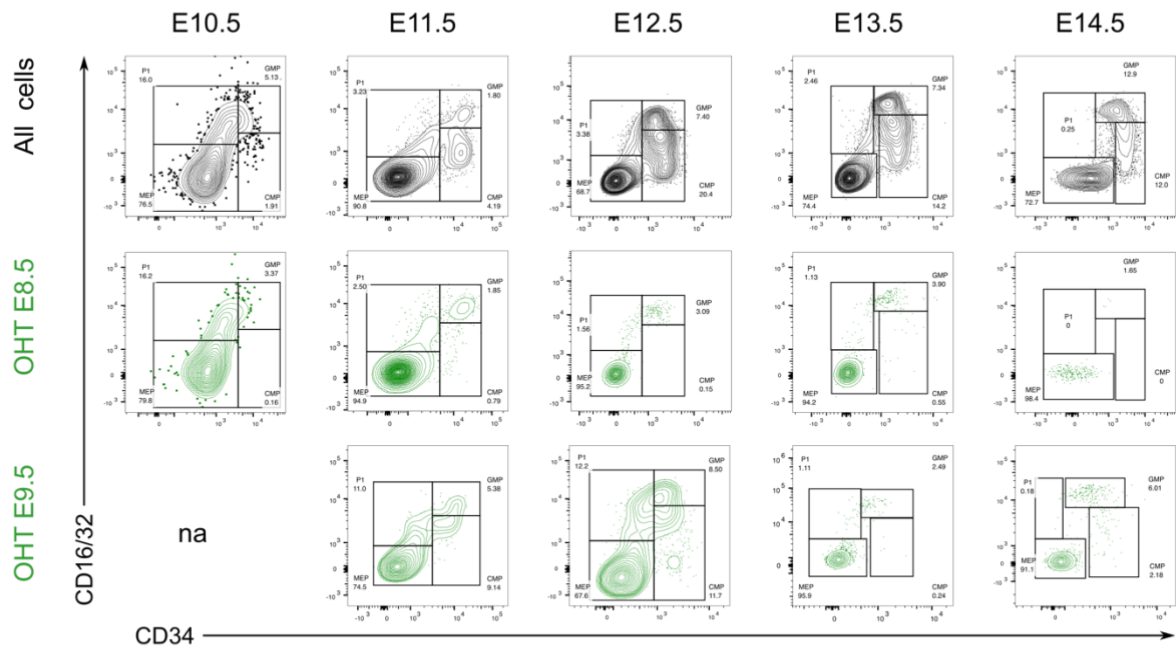 E10.5 E11.5 E12.5 E13.5 E14.5
All cells
P1
16.0
GMP
5.13
MEP
76.5
CMP
1.91
P1
3.23
GMP
1.80
MEP
90.8
CMP
4.19
P1
3.38
GMP
7.40
MEP
68.7
CMP
20.4
P1
2.46
GMP
7.34
MEP
74.4
CMP
14.2
P1
0.25
GMP
12.9
MEP
72.7
CMP
12.0
OHT E8.5
P1
16.2
GMP
3.37
MEP
79.8
CMP
0.16
P1
2.50
GMP
1.85
MEP
94.9
CMP
0.79
P1
1.56
GMP
3.09
MEP
95.2
CMP
0.15
P1
1.13
GMP
3.90
MEP
94.2
CMP
0.55
P1
0
GMP
1.65
MEP
98.4
CMP
0
OHT E9.5
na
P1
11.0
GMP
5.38
MEP
74.5
CMP
9.14
P1
12.2
GMP
8.50
MEP
67.6
CMP
11.7
P1
1.11
GMP
2.49
MEP
95.9
CMP
0.24
P1
0.18
GMP
6.01
MEP
91.1
CMP
2.18
CD16/32
CD34